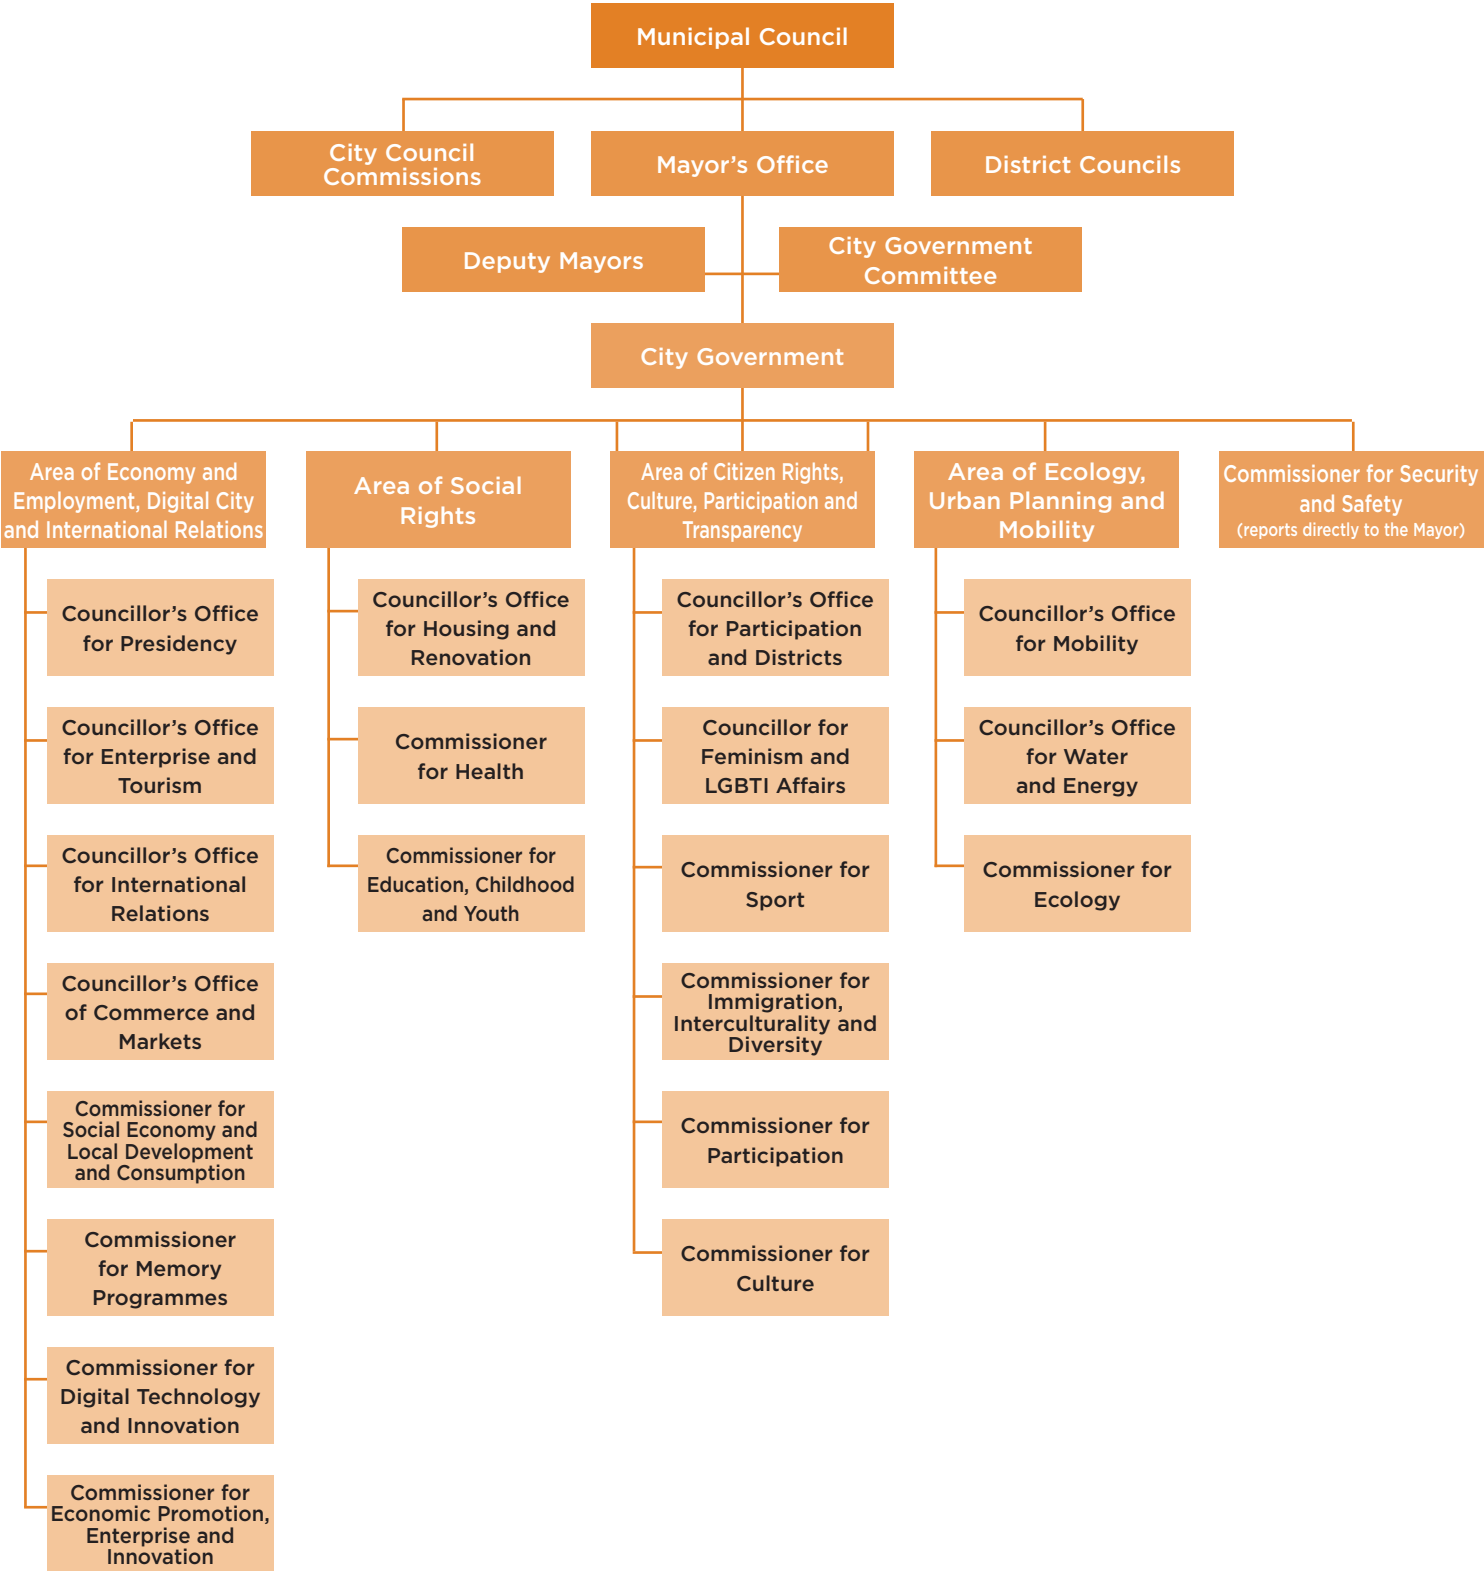 Municipal Council
City Council
Commissions
Mayor’s Office
District Councils
Deputy Mayors
City Government
Committee
City Government
Area of Economy and
Employment, Digital City
and International Relations
Area of Social
Rights
Area of Citizen Rights,
Culture, Participation and
Transparency
Area of Ecology,
Urban Planning and
Mobility
Commissioner for Security
and Safety
(reports directly to the Mayor)
Councillor’s Office
for Presidency
Councillor’s Office
for Enterprise and
Tourism
Councillor’s Office
for International
Relations
Councillor’s Office
of Commerce and
Markets
Commissioner for
Social Economy and
Local Development
and Consumption
Commissioner
for Memory
Programmes
Commissioner for
Digital Technology
and Innovation
Commissioner for
Economic Promotion,
Enterprise and
Innovation
Councillor’s Office
for Housing and
Renovation
Commissioner
for Health
Commissioner for
Education, Childhood
and Youth
Councillor’s Office
for Participation
and Districts
Councillor for
Feminism and
LGBTI Affairs
Commissioner for
Sport
Commissioner for
Immigration,
Interculturality and
Diversity
Commissioner for
Participation
Commissioner for
Culture
Councillor’s Office
for Mobility
Councillor’s Office
for Water
and Energy
Commissioner for
Ecology